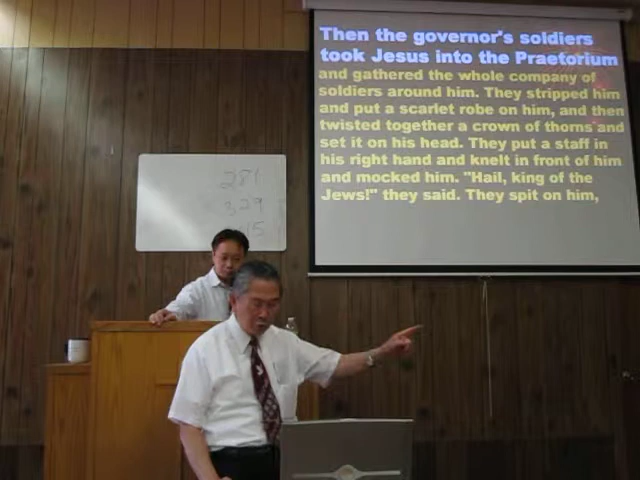 Then the governor's soldiers
took Jesus into the Praetorium
and gathered the whole company of
soldiers around him. They stripped him
and put a scarlet robe on him, and then
twisted together a crown of thorns and
set it on his head. They put a staff in
his right hand and knelt in front of him
and mocked him. "Hail, king of the
Jews!" they said. They spit on him,
281
329